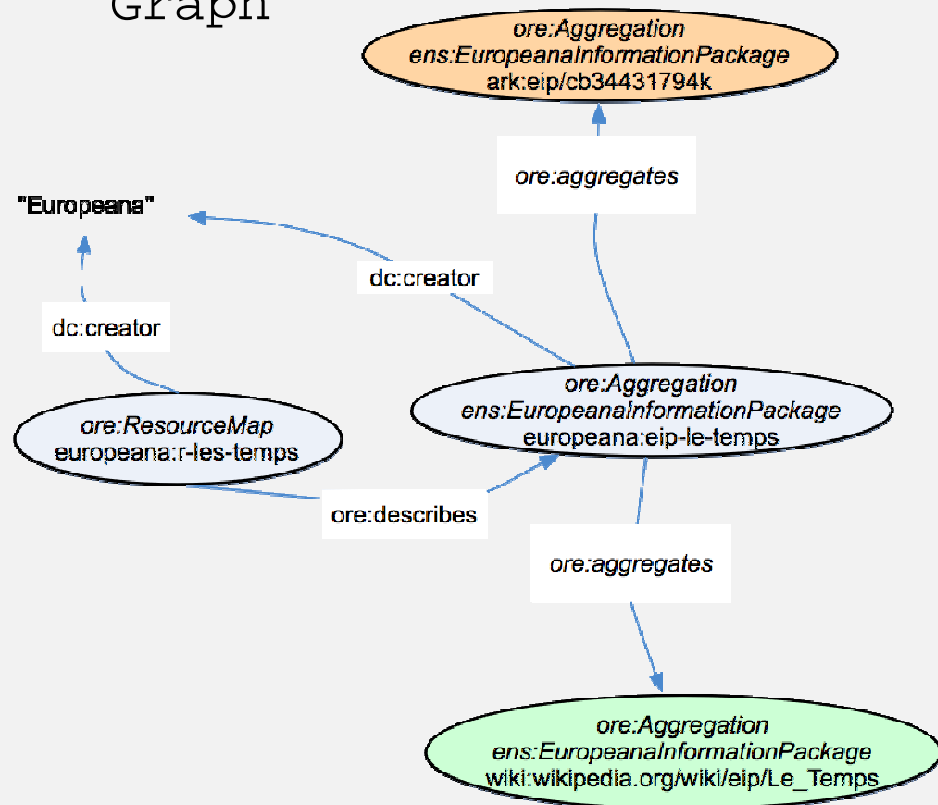 Graph
ore:Aggregation
ens:EuropeanaInformationPackage
ark:eip/cb34431794k
ore:aggregates
"Europeana"
dc:creator
dc:creator
ore:Aggregation
ens:EuropeanaInformationPackage
europeana:eip-le-temps
ore:ResourceMap
europeana:r-les-temps
ore:describes
ore:aggregates
ore:Aggregation
ens:EuropeanaInformationPackage
wiki:wikipedia.org/wiki/eip/Le_Temps